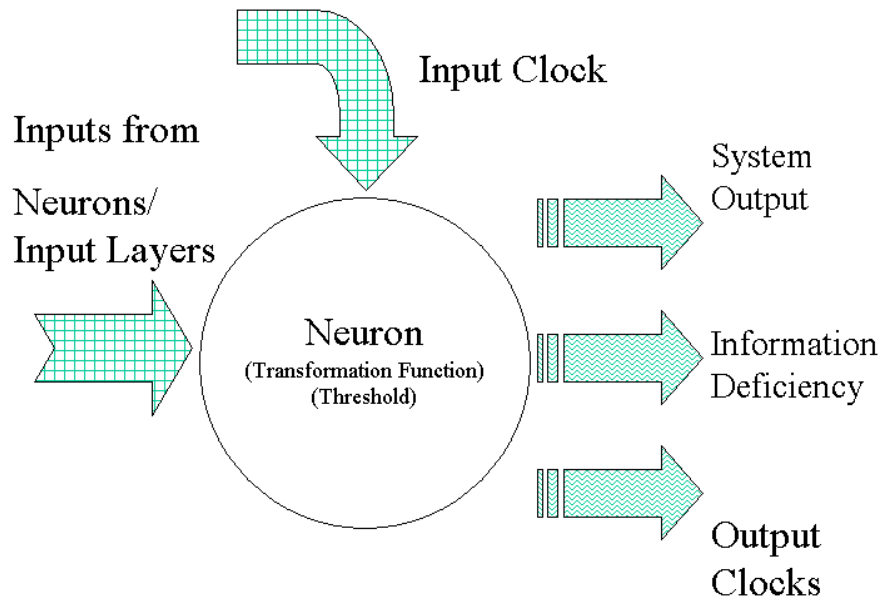 Input Clock
Inputs from
Neurons/
Input Layers
Neuron
(Transformation Function)
(Threshold)
System
Output
Information
Deficiency
Output
Clocks